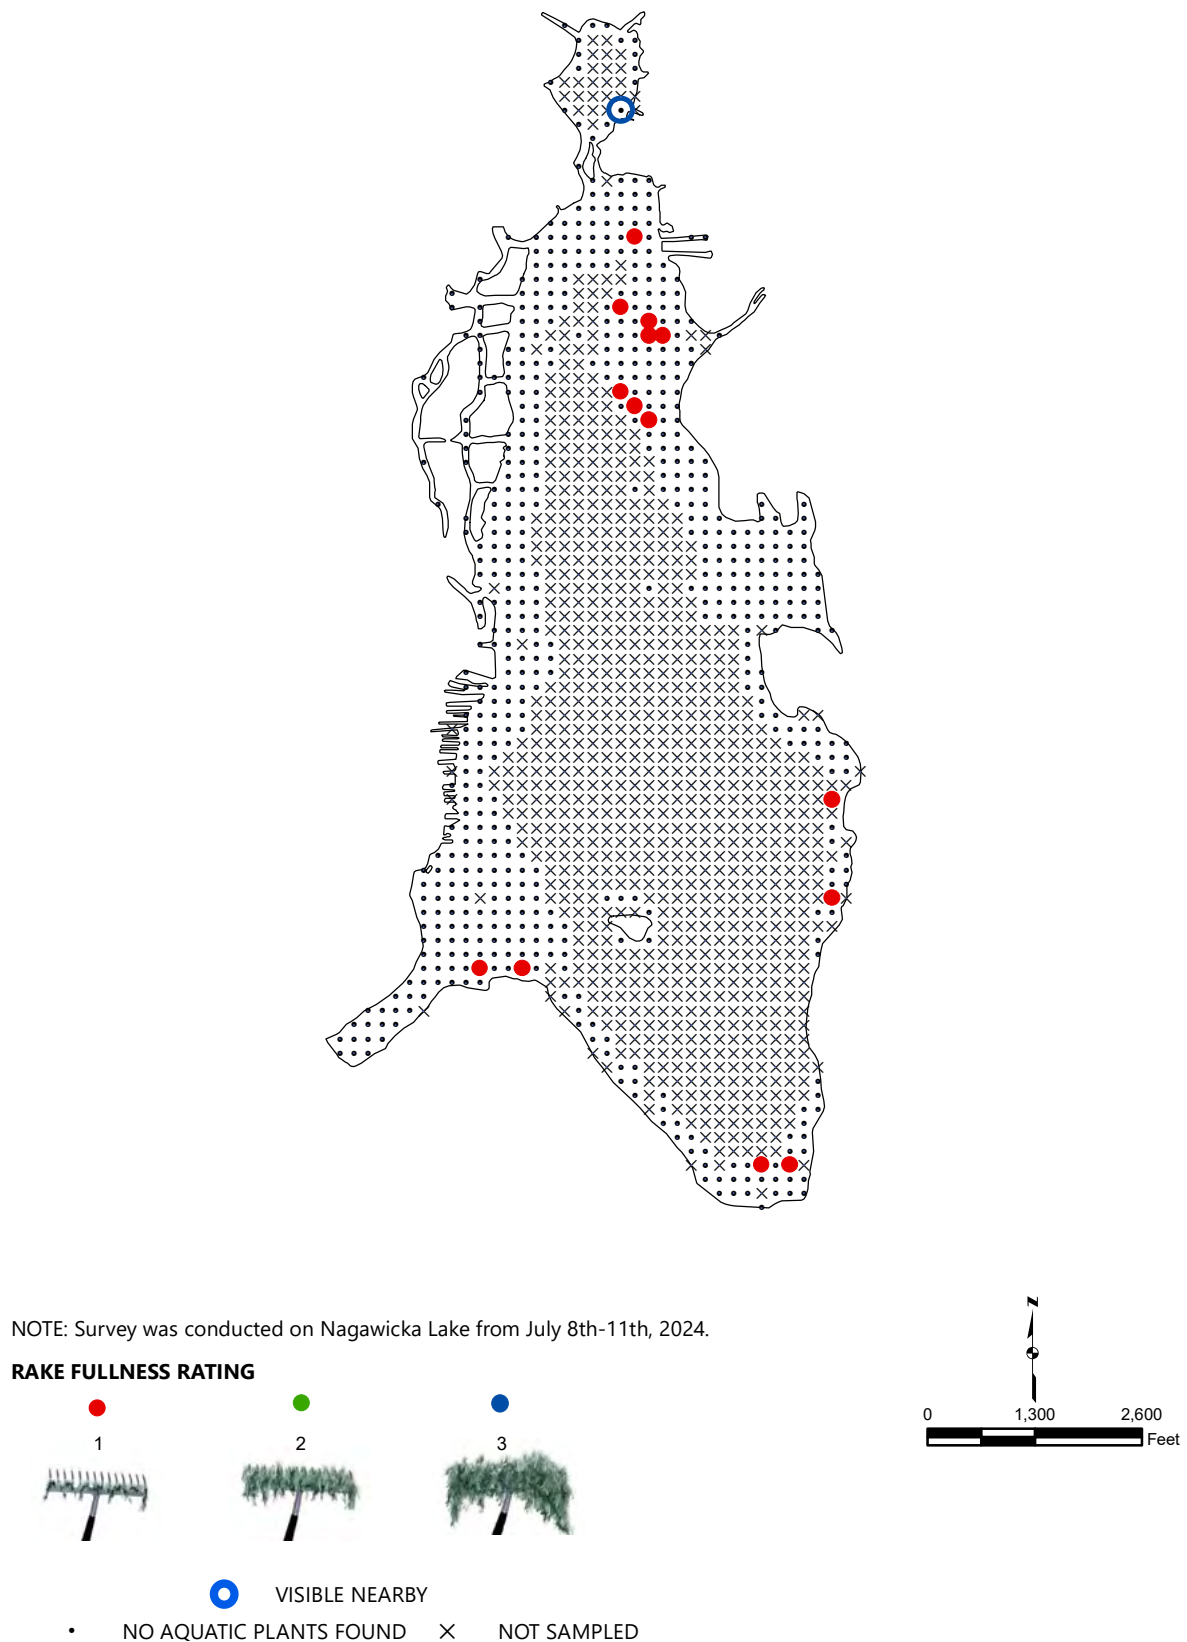 NOTE: Survey was conducted on Nagawicka Lake from July 8th-11th, 2024.
RAKE FULLNESS RATING
1 2 3
VISIBLE NEARBY
NO AQUATIC PLANTS FOUND NOT SAMPLED
N
0 1,300 2,600
Feet